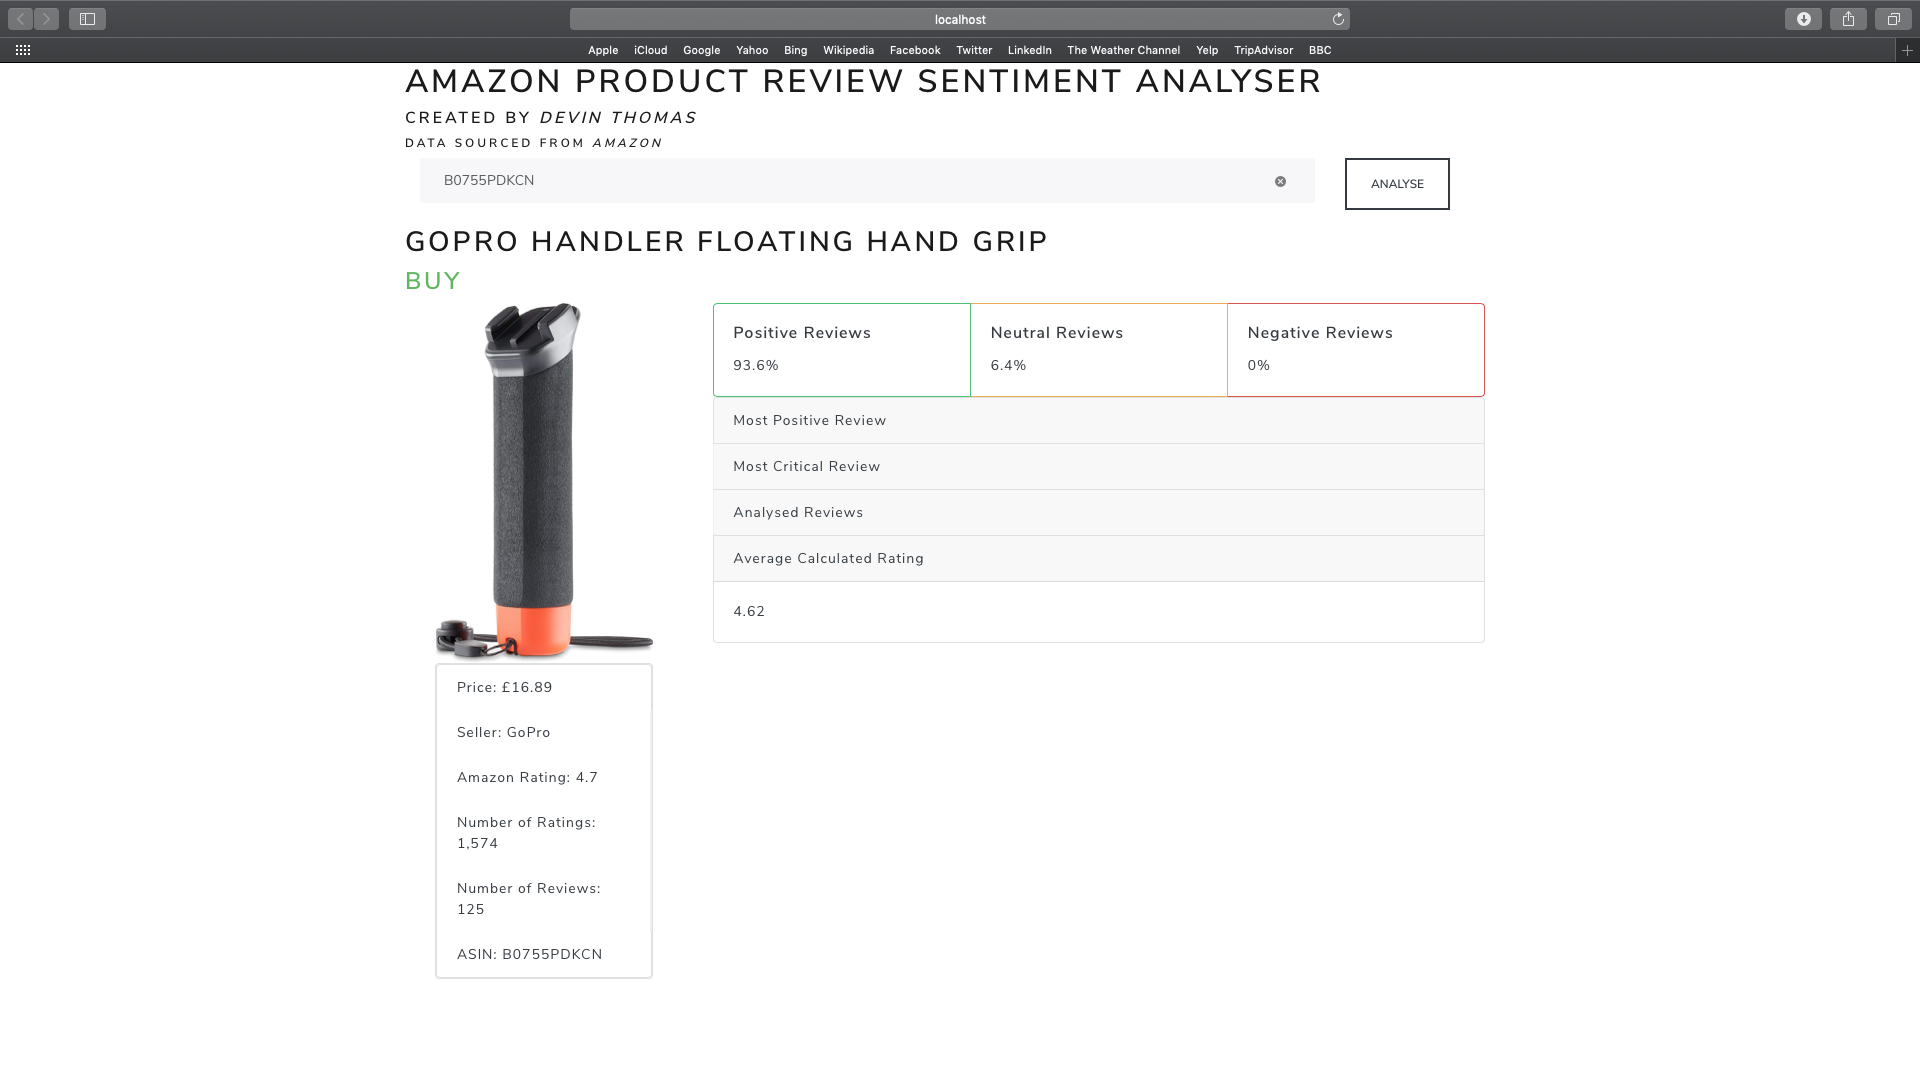 localhost
Apple iCloud Google Yahoo Bing Wikipedia Facebook Twitter LinkedIn The Weather Channel Yelp TripAdvisor BBC
AMAZON PRODUCT REVIEW SENTIMENT ANALYSER
CREATED BY DEVIN THOMAS
DATA SOURCED FROM AMAZON
B0755PDKCN
ANALYSE
GOPRO HANDLER FLOATING HAND GRIP
BUY
Positive Reviews
93.6%
Neutral Reviews
6.4%
Negative Reviews
0%
Most Positive Review
Most Critical Review
Analysed Reviews
Average Calculated Rating
4.62
Price: £16.89
Seller: GoPro
Amazon Rating: 4.7
Number of Ratings:
1,574
Number of Reviews:
125
ASIN: B0755PDKCN